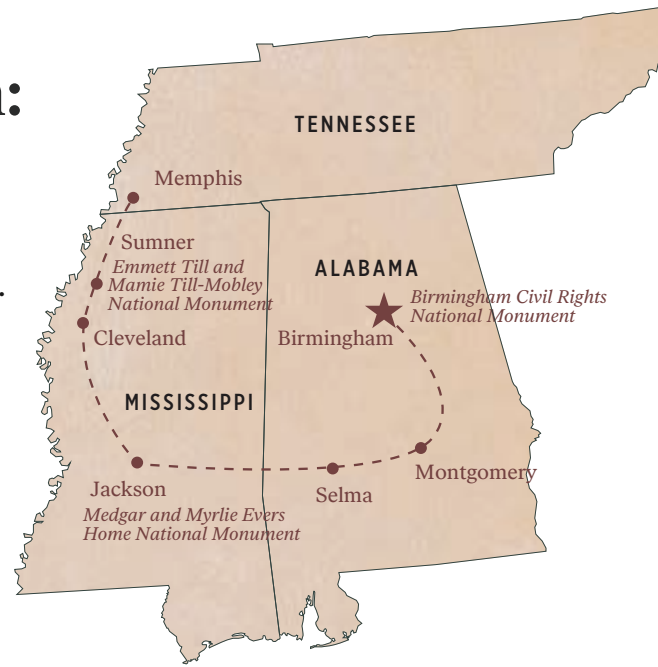 :
TENNESSEE
Memphis
Sumner
Emmett Till and
Mamie Till-Mobley
National Monument
ALABAMA
Birmingham Civil Rights
National Monument
Birmingham
Cleveland
MISSISSIPPI
Montgomery
Jackson
Selma
Medgar and Myrlie Evers
Home National Monument
.